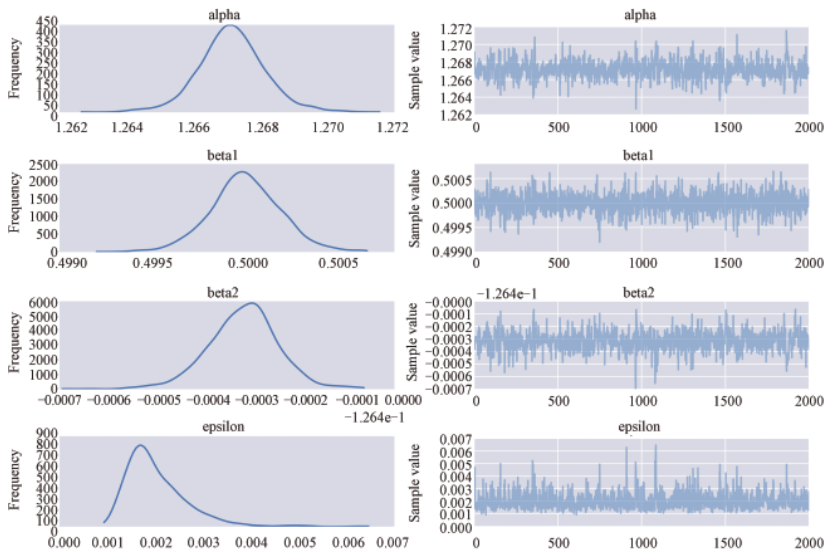 alpha
Frequency
450
400
350
300
250
200
150
100
50
0
1.262 1.264 1.266 1.268 1.270 1.272
alpha
Sample value
1.272
1.270
1.268
1.266
1.264
1.262
0 500 1000 1500 2000
beta1
Frequency
2500
2000
1500
1000
500
0
0.4990 0.4995 0.5000 0.5005
beta1
Sample value
0.5005
0.5000
0.4995
0.4990
0 500 1000 1500 2000
beta2
Frequency
6000
5000
4000
3000
2000
1000
0
−0.0007 −0.0006 −0.0005 −0.0004 −0.0003 −0.0002 −0.0001 0.0000
−1.264e−1
−1.264e−1
beta2
Sample value
−0.0000
−0.0001
−0.0002
−0.0003
−0.0004
−0.0005
−0.0006
−0.0007
0 500 1000 1500 2000
epsilon
Frequency
900
800
700
600
500
400
300
200
100
0
0.000 0.001 0.002 0.003 0.004 0.005 0.006 0.007
epsilon
Sample value
0.007
0.006
0.005
0.004
0.003
0.002
0.001
0.000
0 500 1000 1500 2000